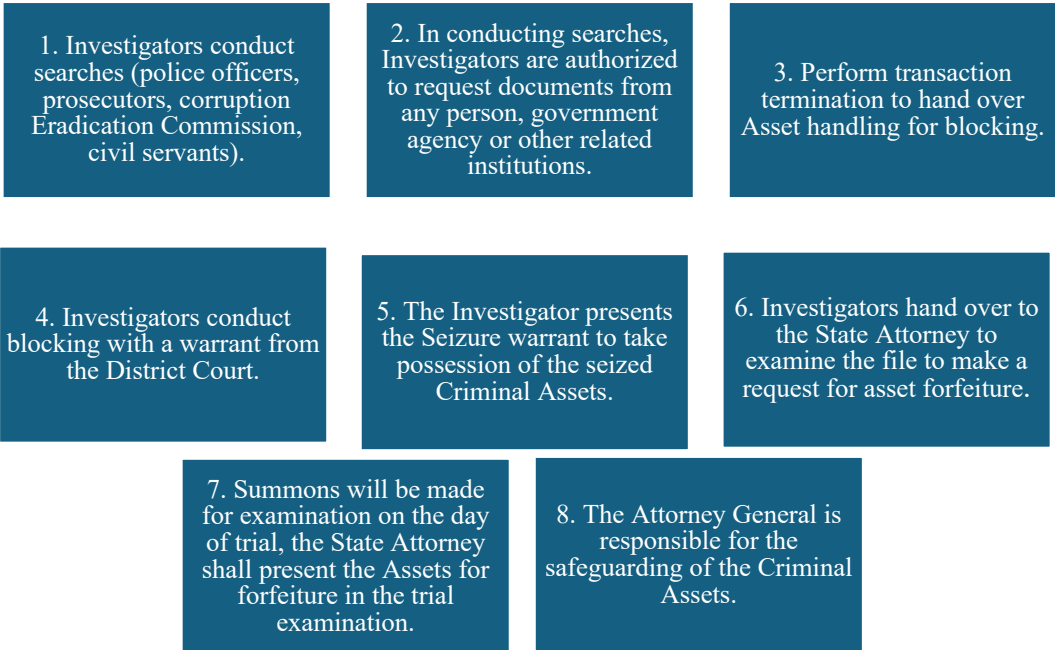 1. Investigators conduct
searches (police officers,
prosecutors, corruption
Eradication Commission,
civil servants).
2. In conducting searches,
Investigators are authorized
to request documents from
any person, government
agency or other related
institutions.
3. Perform transaction
termination to hand over
Asset handling for blocking.
4. Investigators conduct
blocking with a warrant from
the District Court.
5. The Investigator presents
the Seizure warrant to take
possession of the seized
Criminal Assets.
6. Investigators hand over to
the State Attorney to
examine the file to make a
request for asset forfeiture.
7. Summons will be made
for examination on the day
of trial, the State Attorney
shall present the Assets for
forfeiture in the trial
examination.
8. The Attorney General is
responsible for the
safeguarding of the Criminal
Assets.